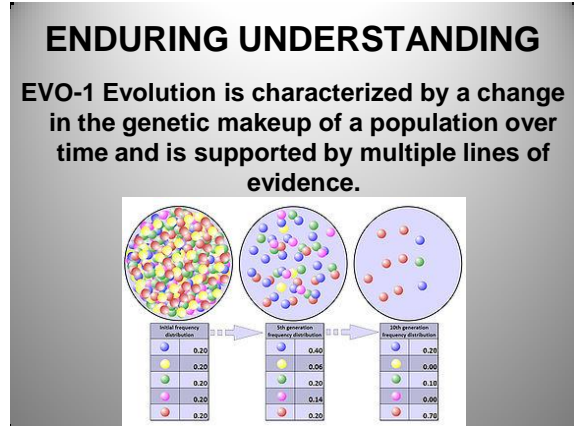 ENDURING UNDERSTANDING
EVO-1 Evolution is characterized by a change
in the genetic makeup of a population over
time and is supported by multiple lines of
evidence.
Initial frequency
distribution
0.20
0.20
0.20
0.20
0.20
5th generation
frequency distribution
0.40
0.06
0.20
0.14
0.20
10th generation
frequency distribution
0.20
0.00
0.10
0.00
0.70